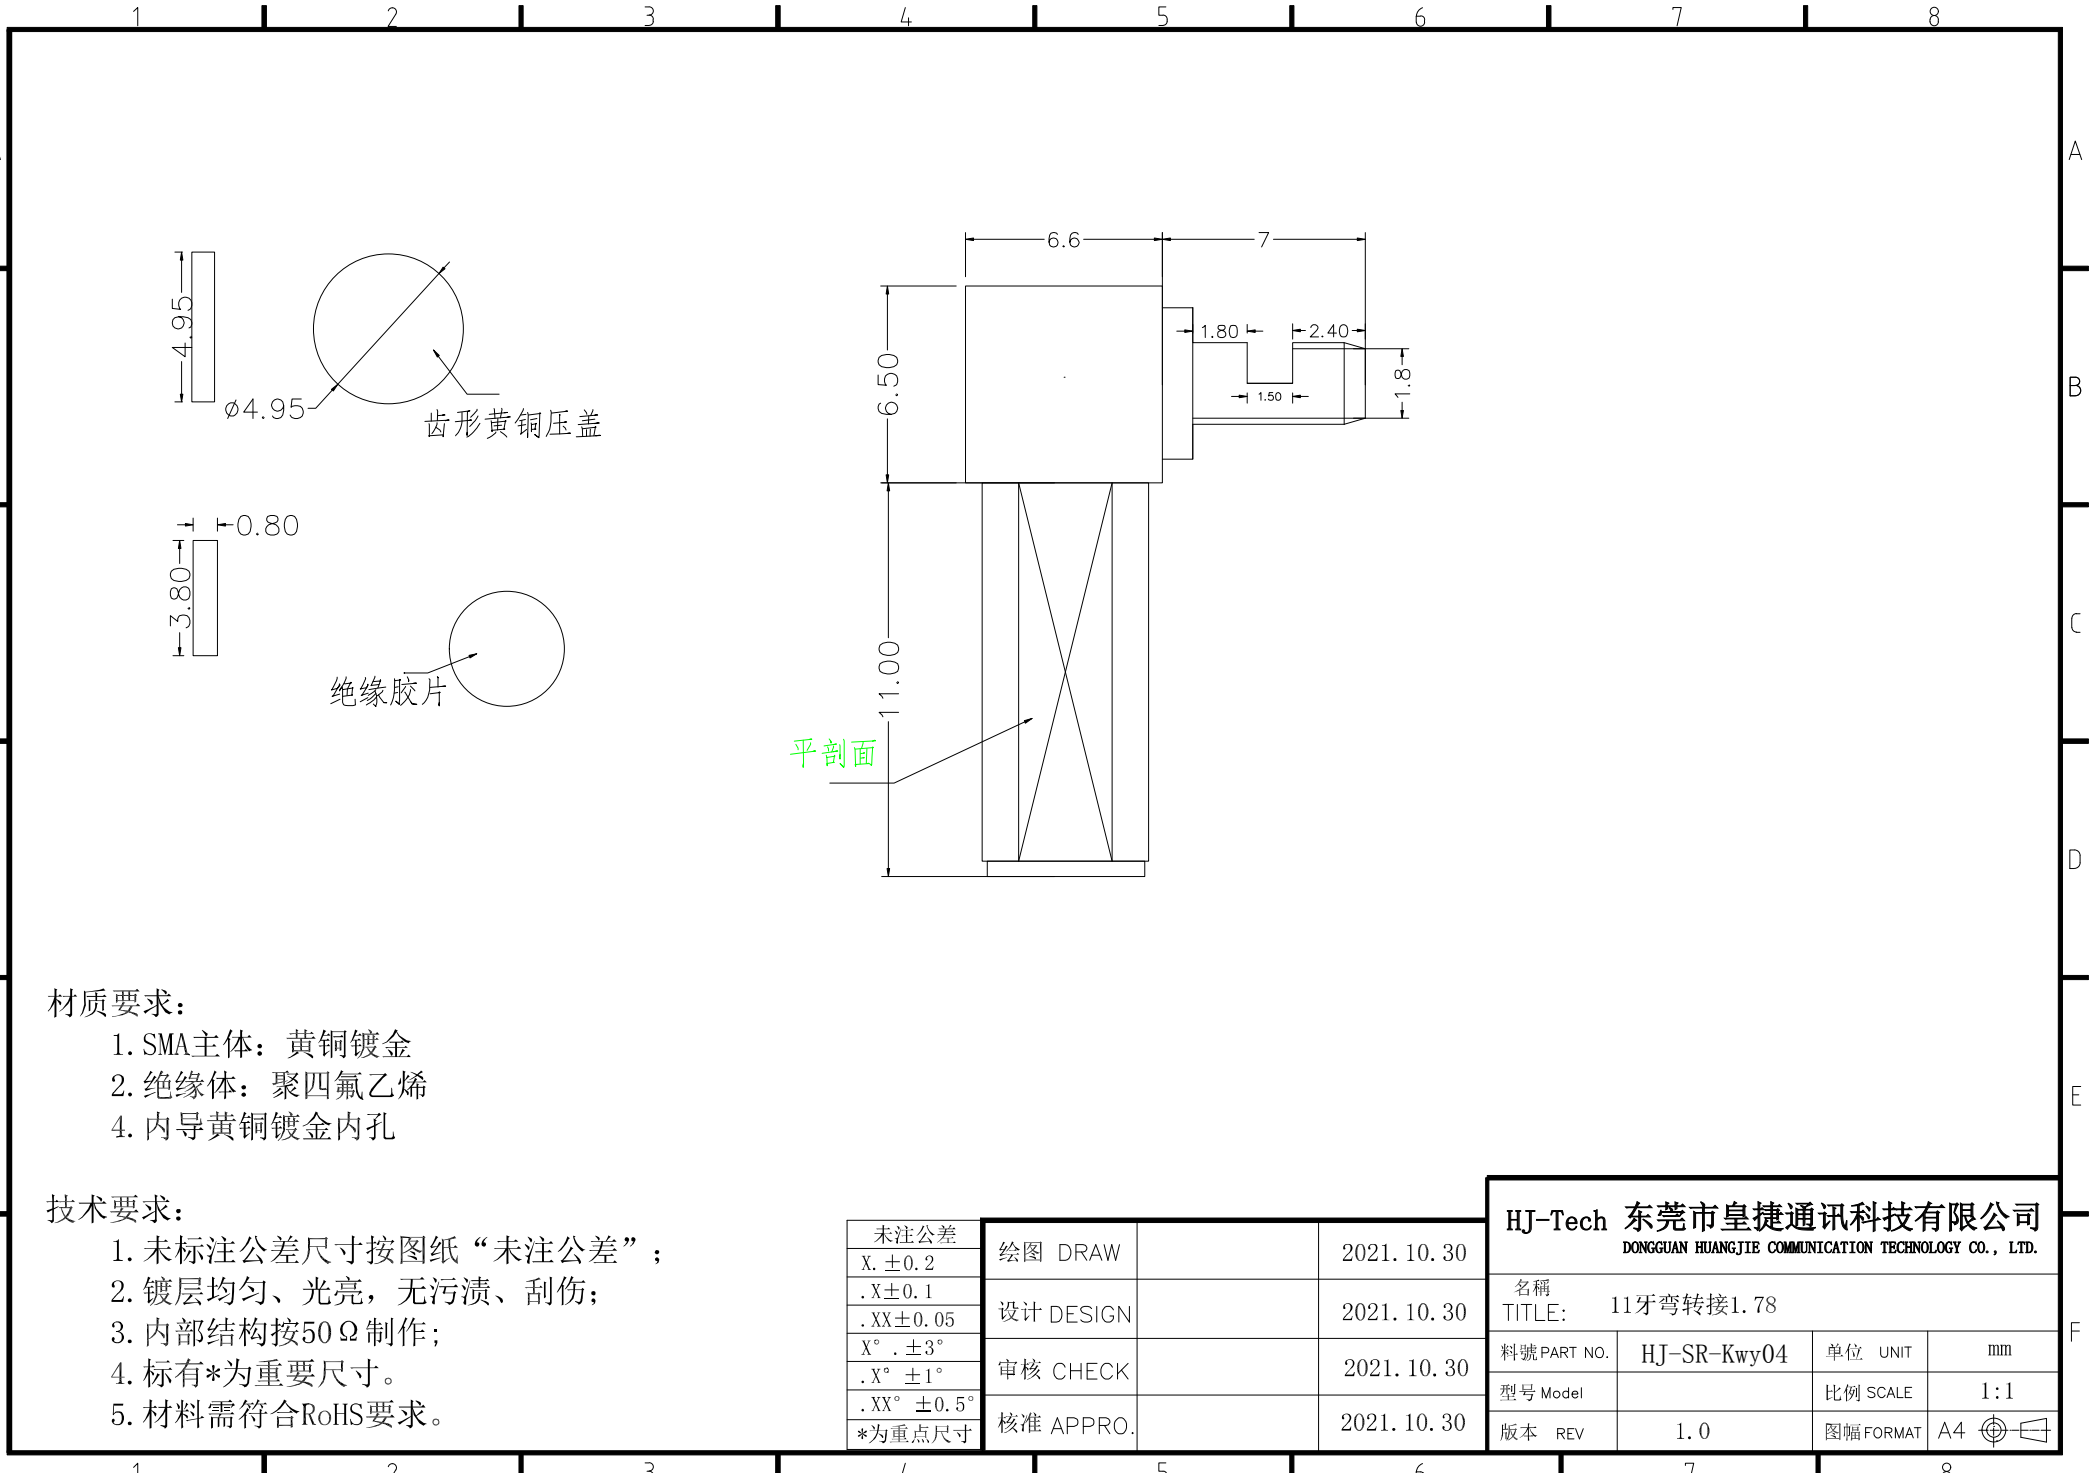 1 2 3 4 5 6 7 8
A
B
C
D
E
F
4.95
ø4.95
齿形黄铜压盖
0.80
3.80
绝缘胶片
6.6
7
6.50
1.80
2.40
1.50
1.8
11.00
平剖面
材质要求：
1.SMA主体：黄铜镀金
2.绝缘体：聚四氟乙烯
4.内导黄铜镀金内孔
技术要求：
1.未标注公差尺寸按图纸“未注公差”；
2.镀层均匀、光亮，无污渍、刮伤；
3.内部结构按50Ω制作;
4.标有*为重要尺寸。
5.材料需符合RoHS要求。
未注公差
X.±0.2
.X±0.1
.XX±0.05
X°.±3°
.X° ±1°
.XX° ±0.5°
*为重点尺寸
绘图 DRAW 2021.10.30
设计 DESIGN 2021.10.30
审核 CHECK 2021.10.30
核准 APPRO. 2021.10.30
HJ-Tech 东莞市皇捷通讯科技有限公司
DONGGUAN HUANGJIE COMMUNICATION TECHNOLOGY CO., LTD.
名稱
TITLE: 11牙弯转接1.78
料號PART NO. HJ-SR-Kwy04 单位 UNIT mm
型号Model 比例 SCALE 1:1
版本 REV 1.0 图幅FORMAT A4
1 2 3 4 5 6 7 8